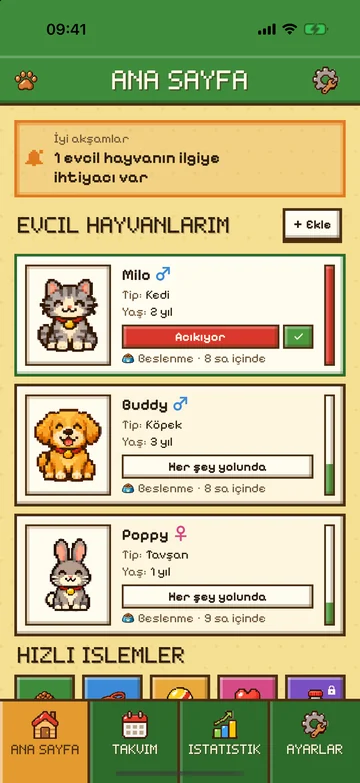 09:41
ANA SAYFA
İyi akşamlar
1 evcil hayvanın ilgiye
ihtiyacı var
EVCIL HAYVANLARIM
+ Ekle
Milo ♂
Tip: Kedi
Yaş: 2 yıl
Acıkıyor
Beslenme · 8 sa içinde
Buddy ♂
Tip: Köpek
Yaş: 3 yıl
Her şey yolunda
Beslenme · 8 sa içinde
Poppy ♀
Tip: Tavşan
Yaş: 1 yıl
Her şey yolunda
Beslenme · 9 sa içinde
HIZLI ISLEMLER
ANA SAYFA
TAKVIM
ISTATISTIK
AYARLAR